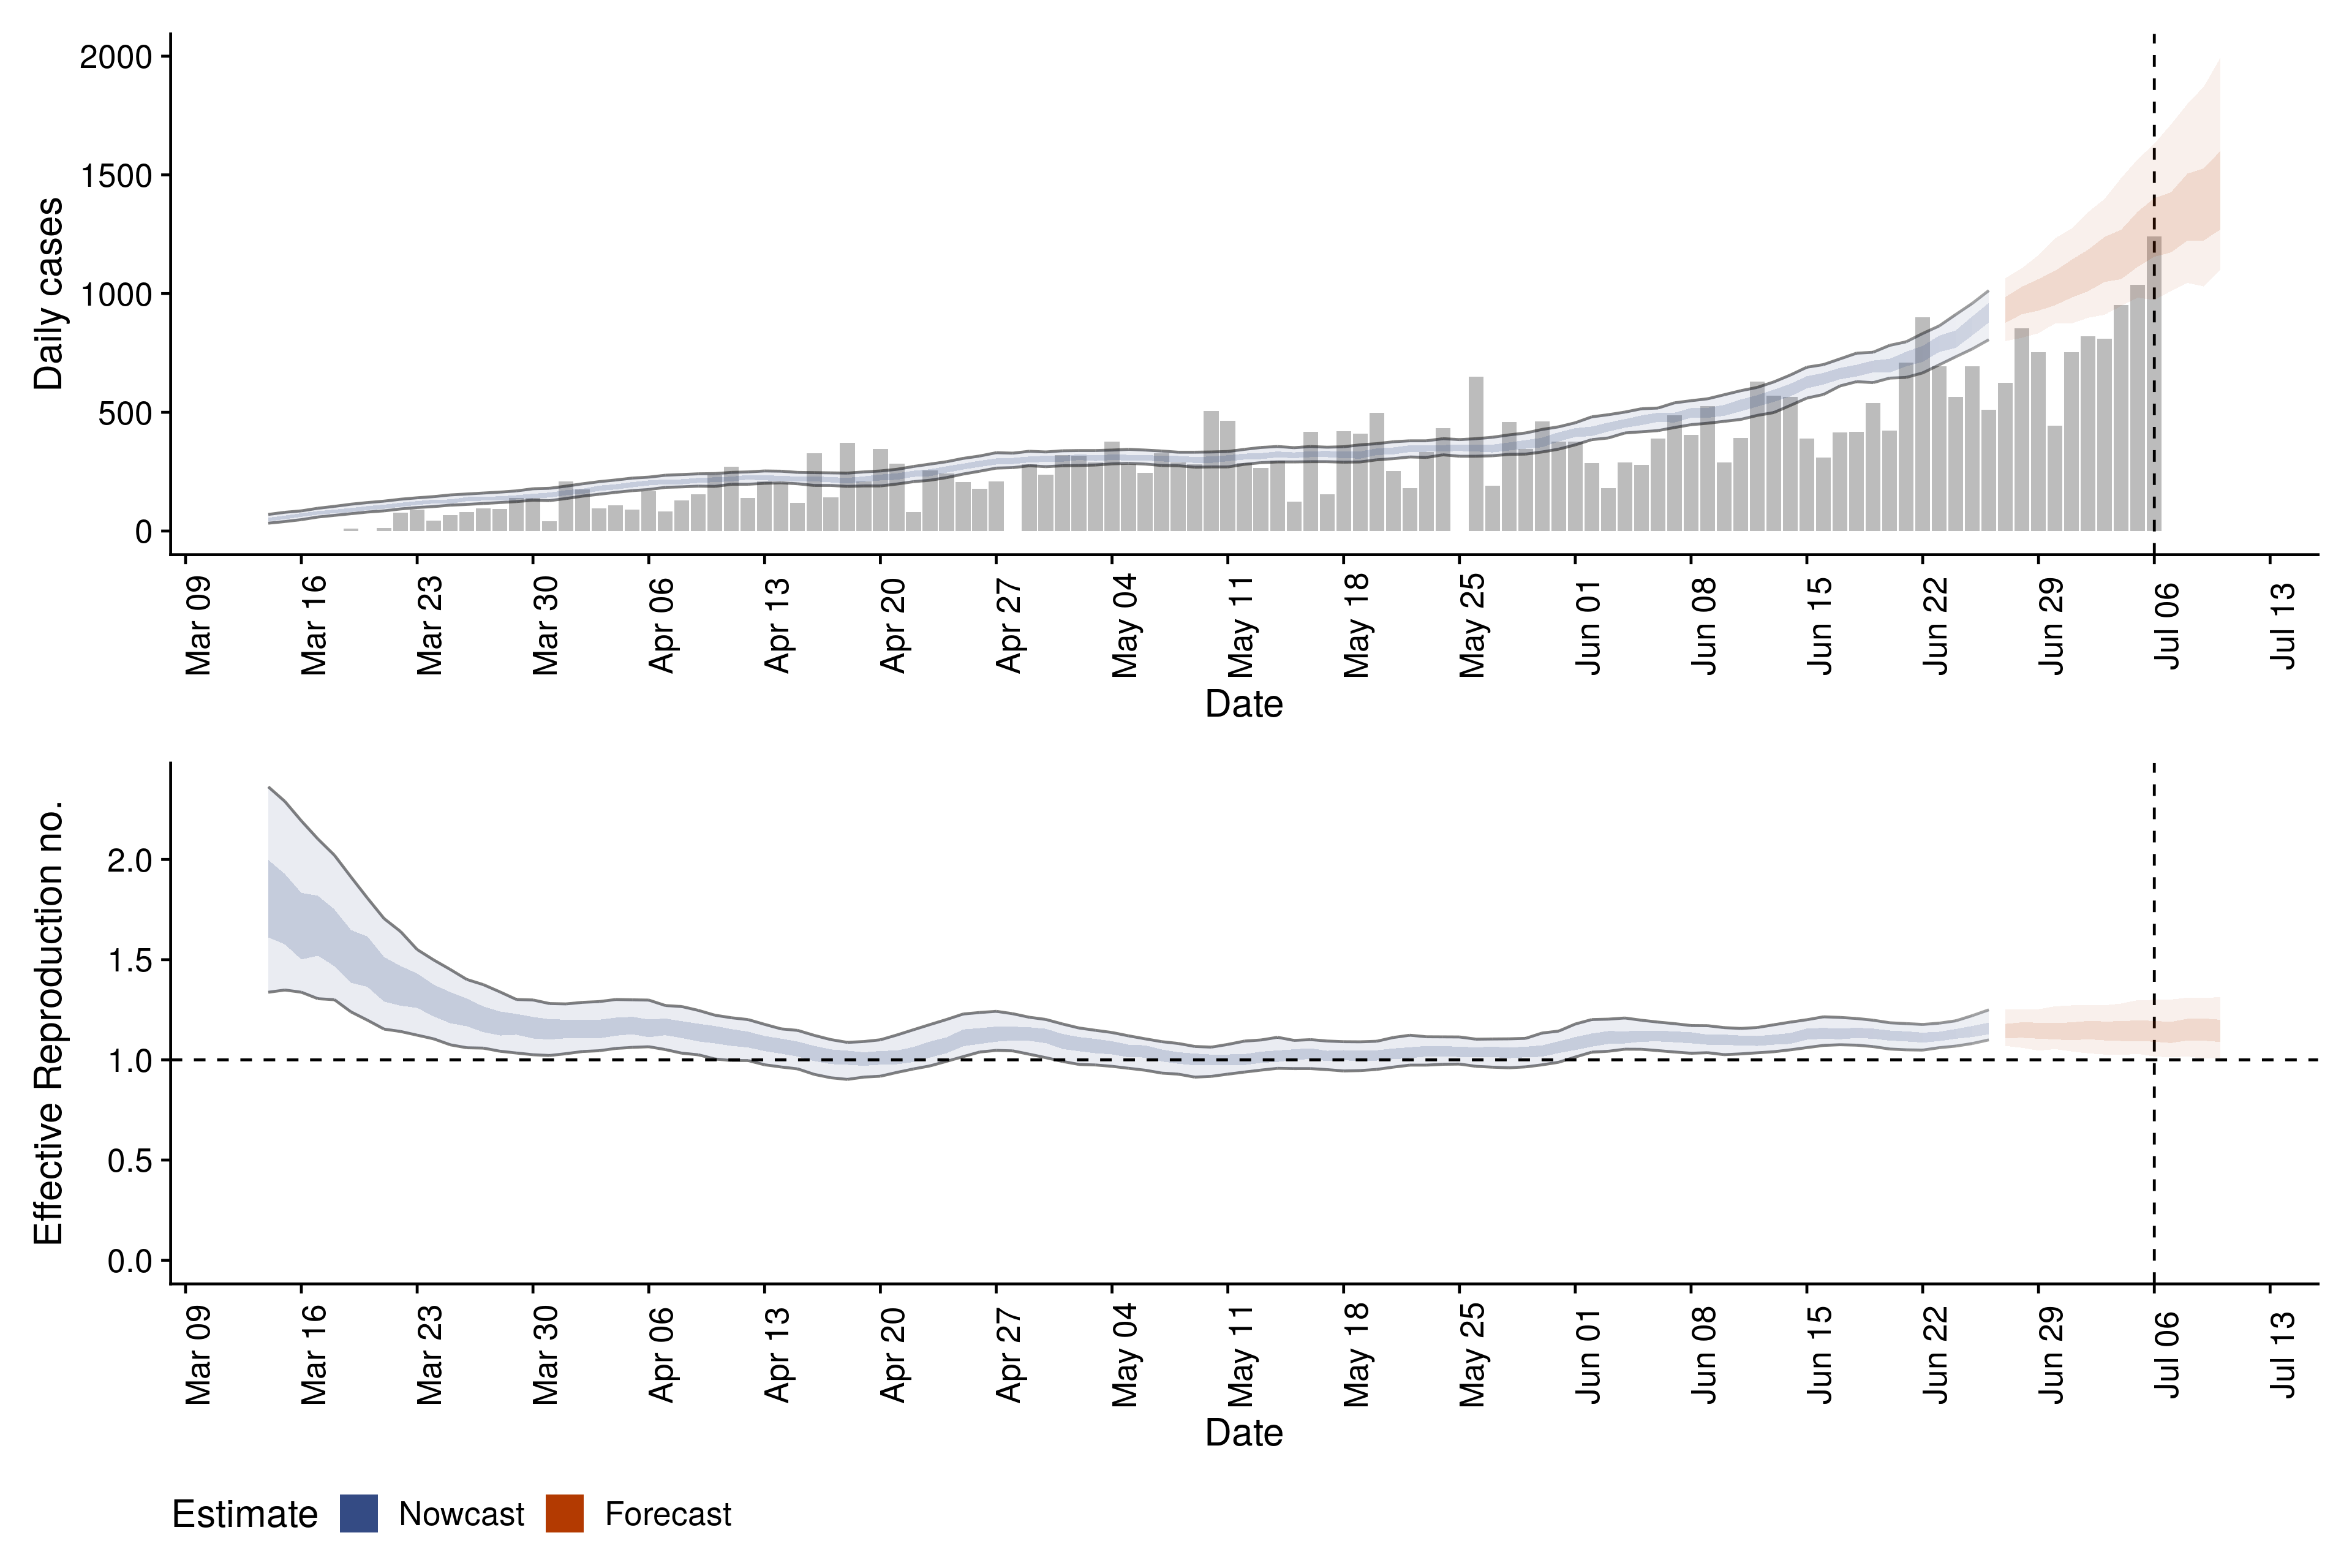 Daily cases
2000
1500
1000
500
0
Mar 09 Mar 16 Mar 23 Mar 30 Apr 06 Apr 13 Apr 20 Apr 27 May 04 May 11 May 18 May 25 Jun 01 Jun 08 Jun 15 Jun 22 Jun 29 Jul 06 Jul 13
Date
Effective Reproduction no.
2.0
1.5
1.0
0.5
0.0
Mar 09 Mar 16 Mar 23 Mar 30 Apr 06 Apr 13 Apr 20 Apr 27 May 04 May 11 May 18 May 25 Jun 01 Jun 08 Jun 15 Jun 22 Jun 29 Jul 06 Jul 13
Date
Estimate Nowcast Forecast